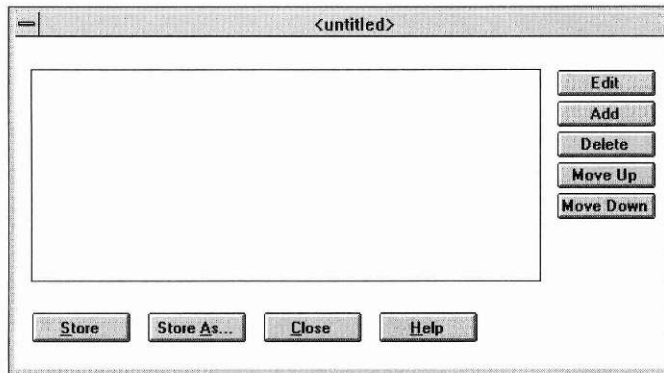 <untitled>
Edit
Add
Delete
Move Up
Move Down
Store
Store As...
Close
Help